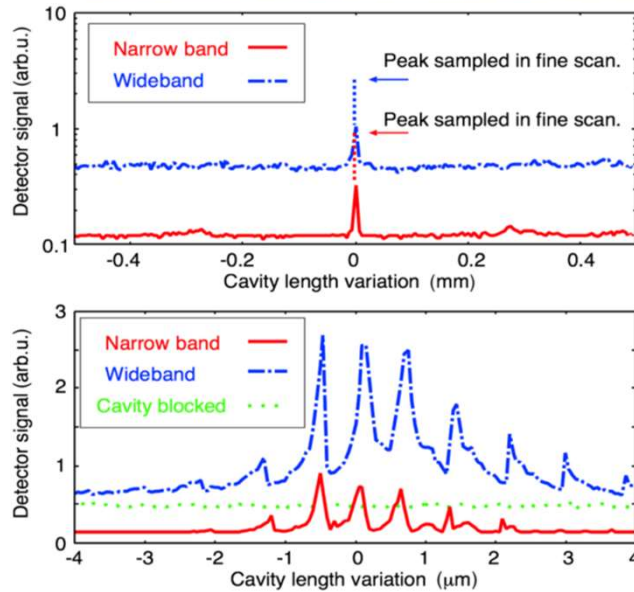 10
Narrow band
Wideband
Peak sampled in fine scan.
Peak sampled in fine scan.
1
0.1
Detector signal (arb.u.)
-0.4 -0.2 0 0.2 0.4
Cavity length variation (mm)
3
Narrow band
Wideband
Cavity blocked
2
1
0
Detector signal (arb.u.)
-4 -3 -2 -1 0 1 2 3 4
Cavity length variation (μm)